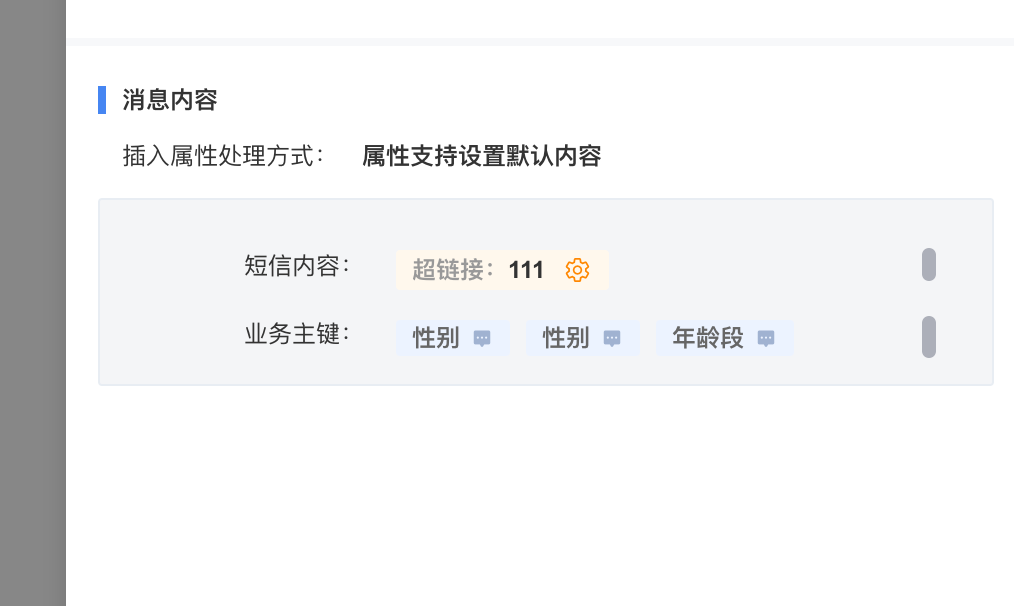 消息内容
插入属性处理方式： 属性支持设置默认内容
短信内容： 超链接：111
业务主键： 性别 性别 年龄段